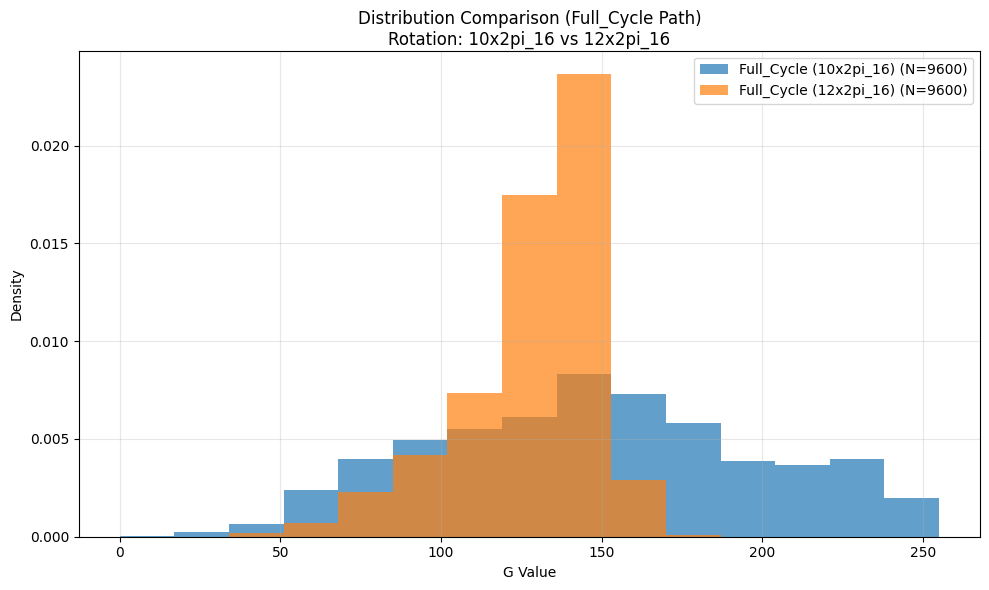 Distribution Comparison (Full_Cycle Path)
Rotation: 10x2pi_16 vs 12x2pi_16
Full_Cycle (10x2pi_16) (N=9600)
Full_Cycle (12x2pi_16) (N=9600)
Density
0.020
0.015
0.010
0.005
0.000
0 50 100 150 200 250
G Value